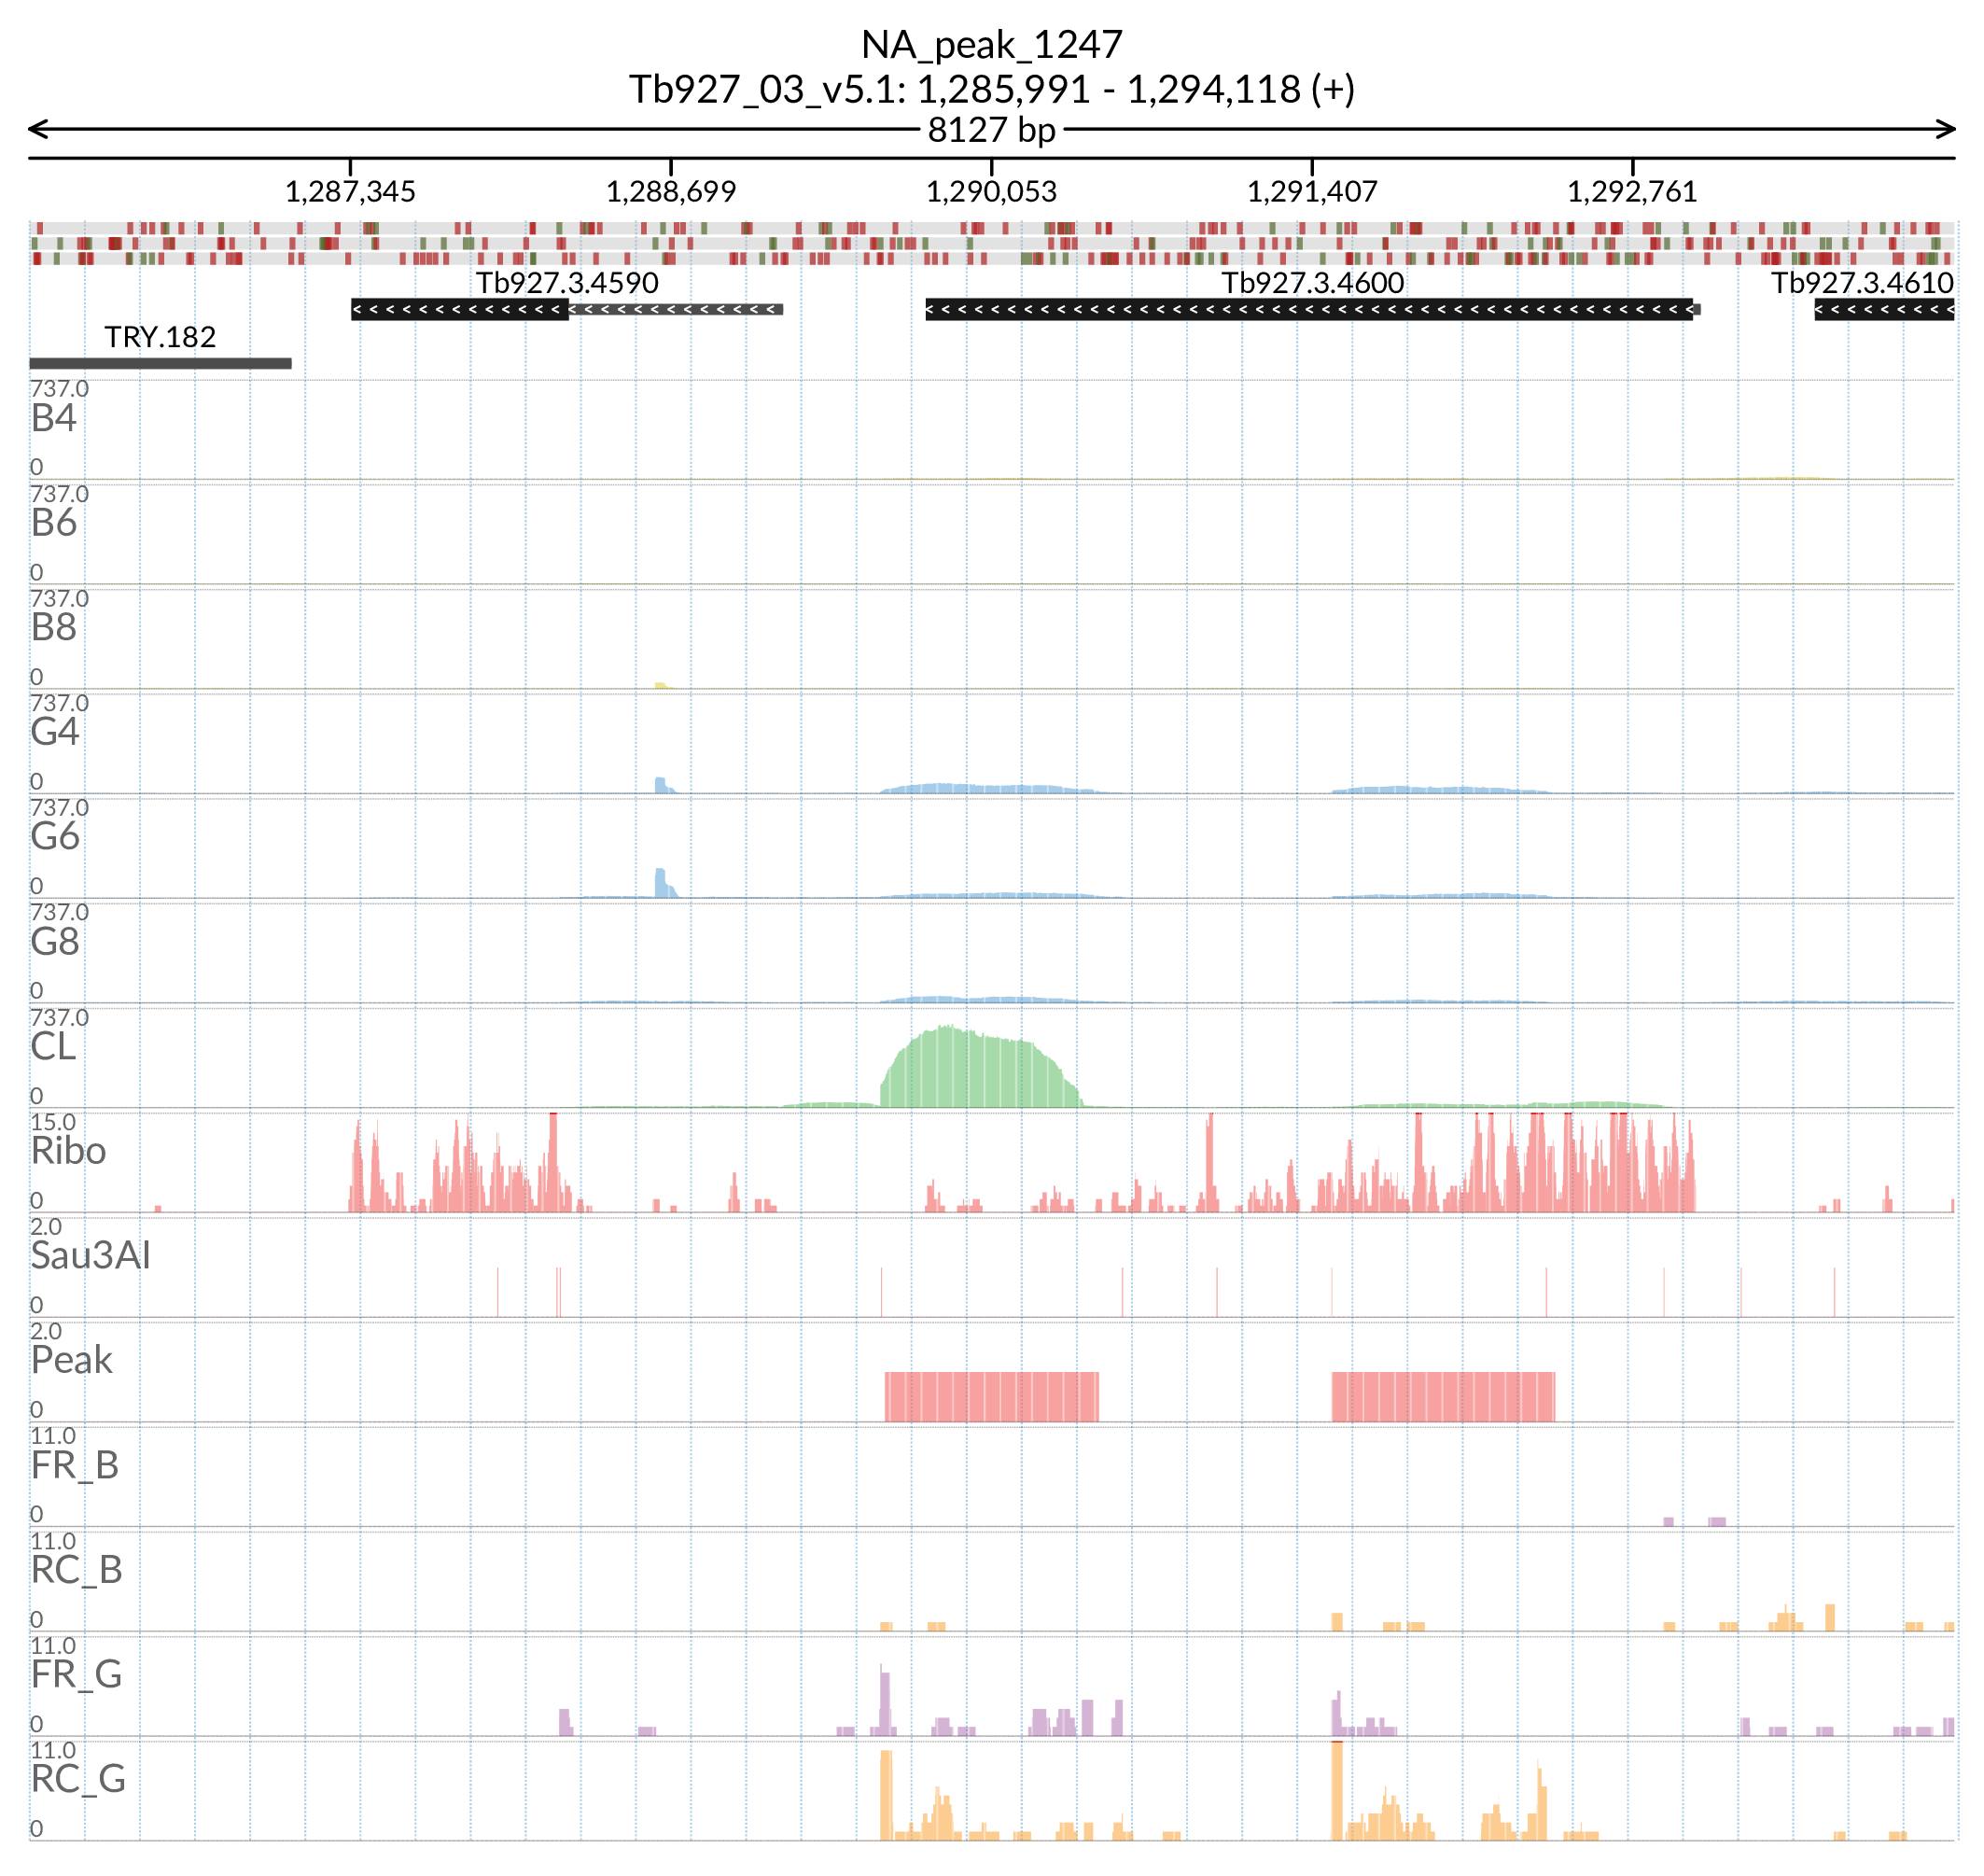 NA_peak_1247
Tb927_03_v5.1: 1,285,991 - 1,294,118 (+)
8127 bp
1,287,345 1,288,699 1,290,053 1,291,407 1,292,761
Tb927.3.4590 Tb927.3.4600 Tb927.3.4610
TRY.182
737.0
B4
0
737.0
B6
0
737.0
B8
0
737.0
G4
0
737.0
G6
0
737.0
G8
0
737.0
CL
0
15.0
Ribo
0
2.0
Sau3AI
0
2.0
Peak
0
11.0
FR_B
0
11.0
RC_B
0
11.0
FR_G
0
11.0
RC_G
0